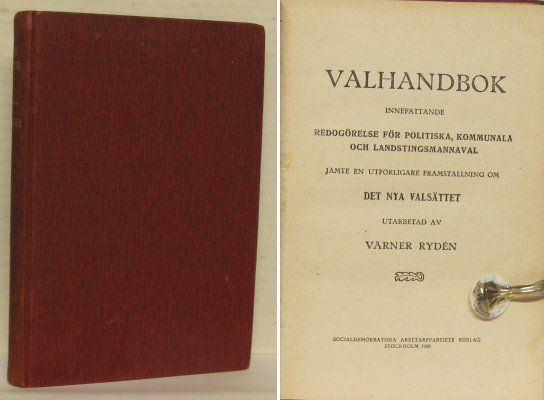 VALHANDBOK
INNEFATTANDE
REDOGÖRELSE FÖR POLITISKA, KOMMUNALA
OCH LANDSTINGSMANNAVAL
JÄMTE EN UTFÖRLIGARE FRAMSTÄLLNING OM
DET NYA VALSÄTTET
UTARBETAD AV
VÄRNER RYDÉN
SOCIALDEMOKRATISKA ARBETAREPARTIETS FÖRLAG
STOCKHOLM 1909